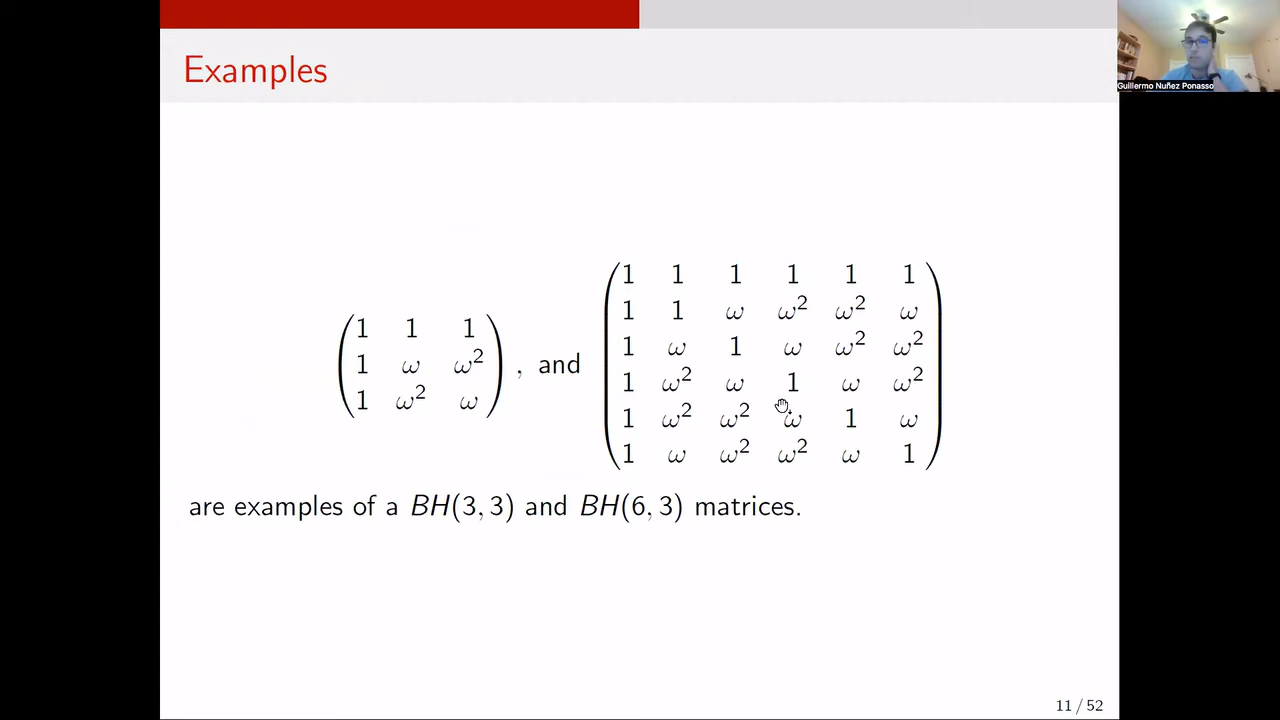 Examples
Guillermo Nuñez Ponasso
1 1 1
1 ω ω²
1 ω² ω
, and
1 1 1 1 1 1
1 1 ω ω² ω² ω
1 ω 1 ω ω² ω²
1 ω² ω 1 ω ω²
1 ω² ω² ω 1 ω
1 ω ω² ω² ω 1
are examples of a BH(3, 3) and BH(6, 3) matrices.
11 / 52